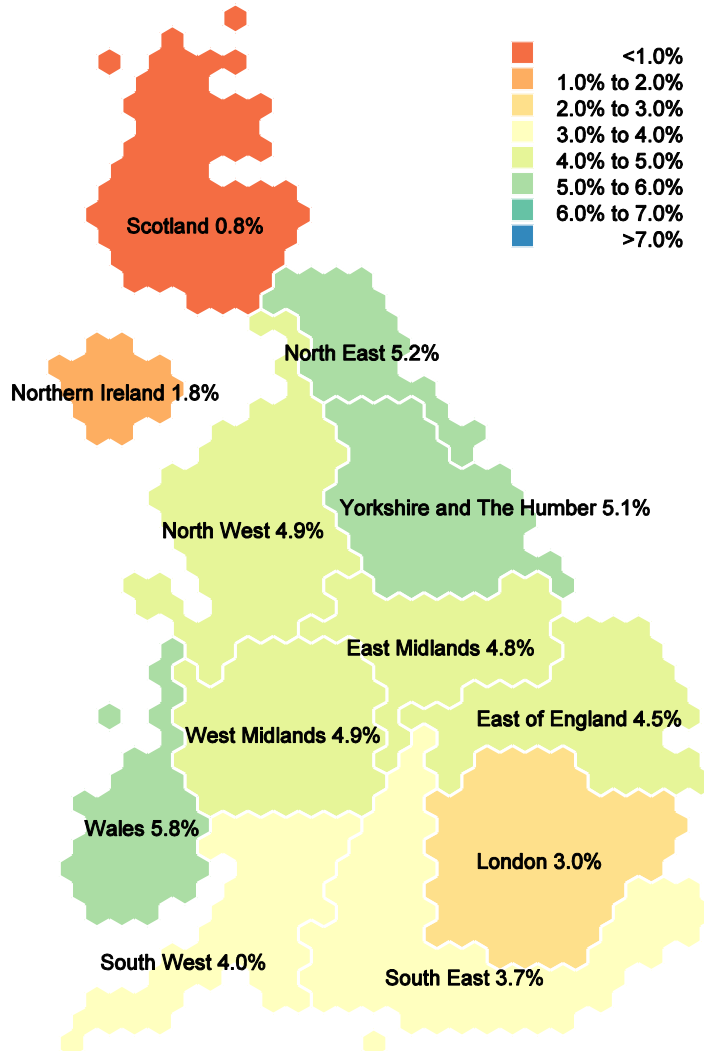 <1.0%
1.0% to 2.0%
2.0% to 3.0%
3.0% to 4.0%
4.0% to 5.0%
5.0% to 6.0%
6.0% to 7.0%
>7.0%
Scotland 0.8%
North East 5.2%
Northern Ireland 1.8%
Yorkshire and The Humber 5.1%
North West 4.9%
East Midlands 4.8%
East of England 4.5%
West Midlands 4.9%
Wales 5.8%
London 3.0%
South West 4.0%
South East 3.7%